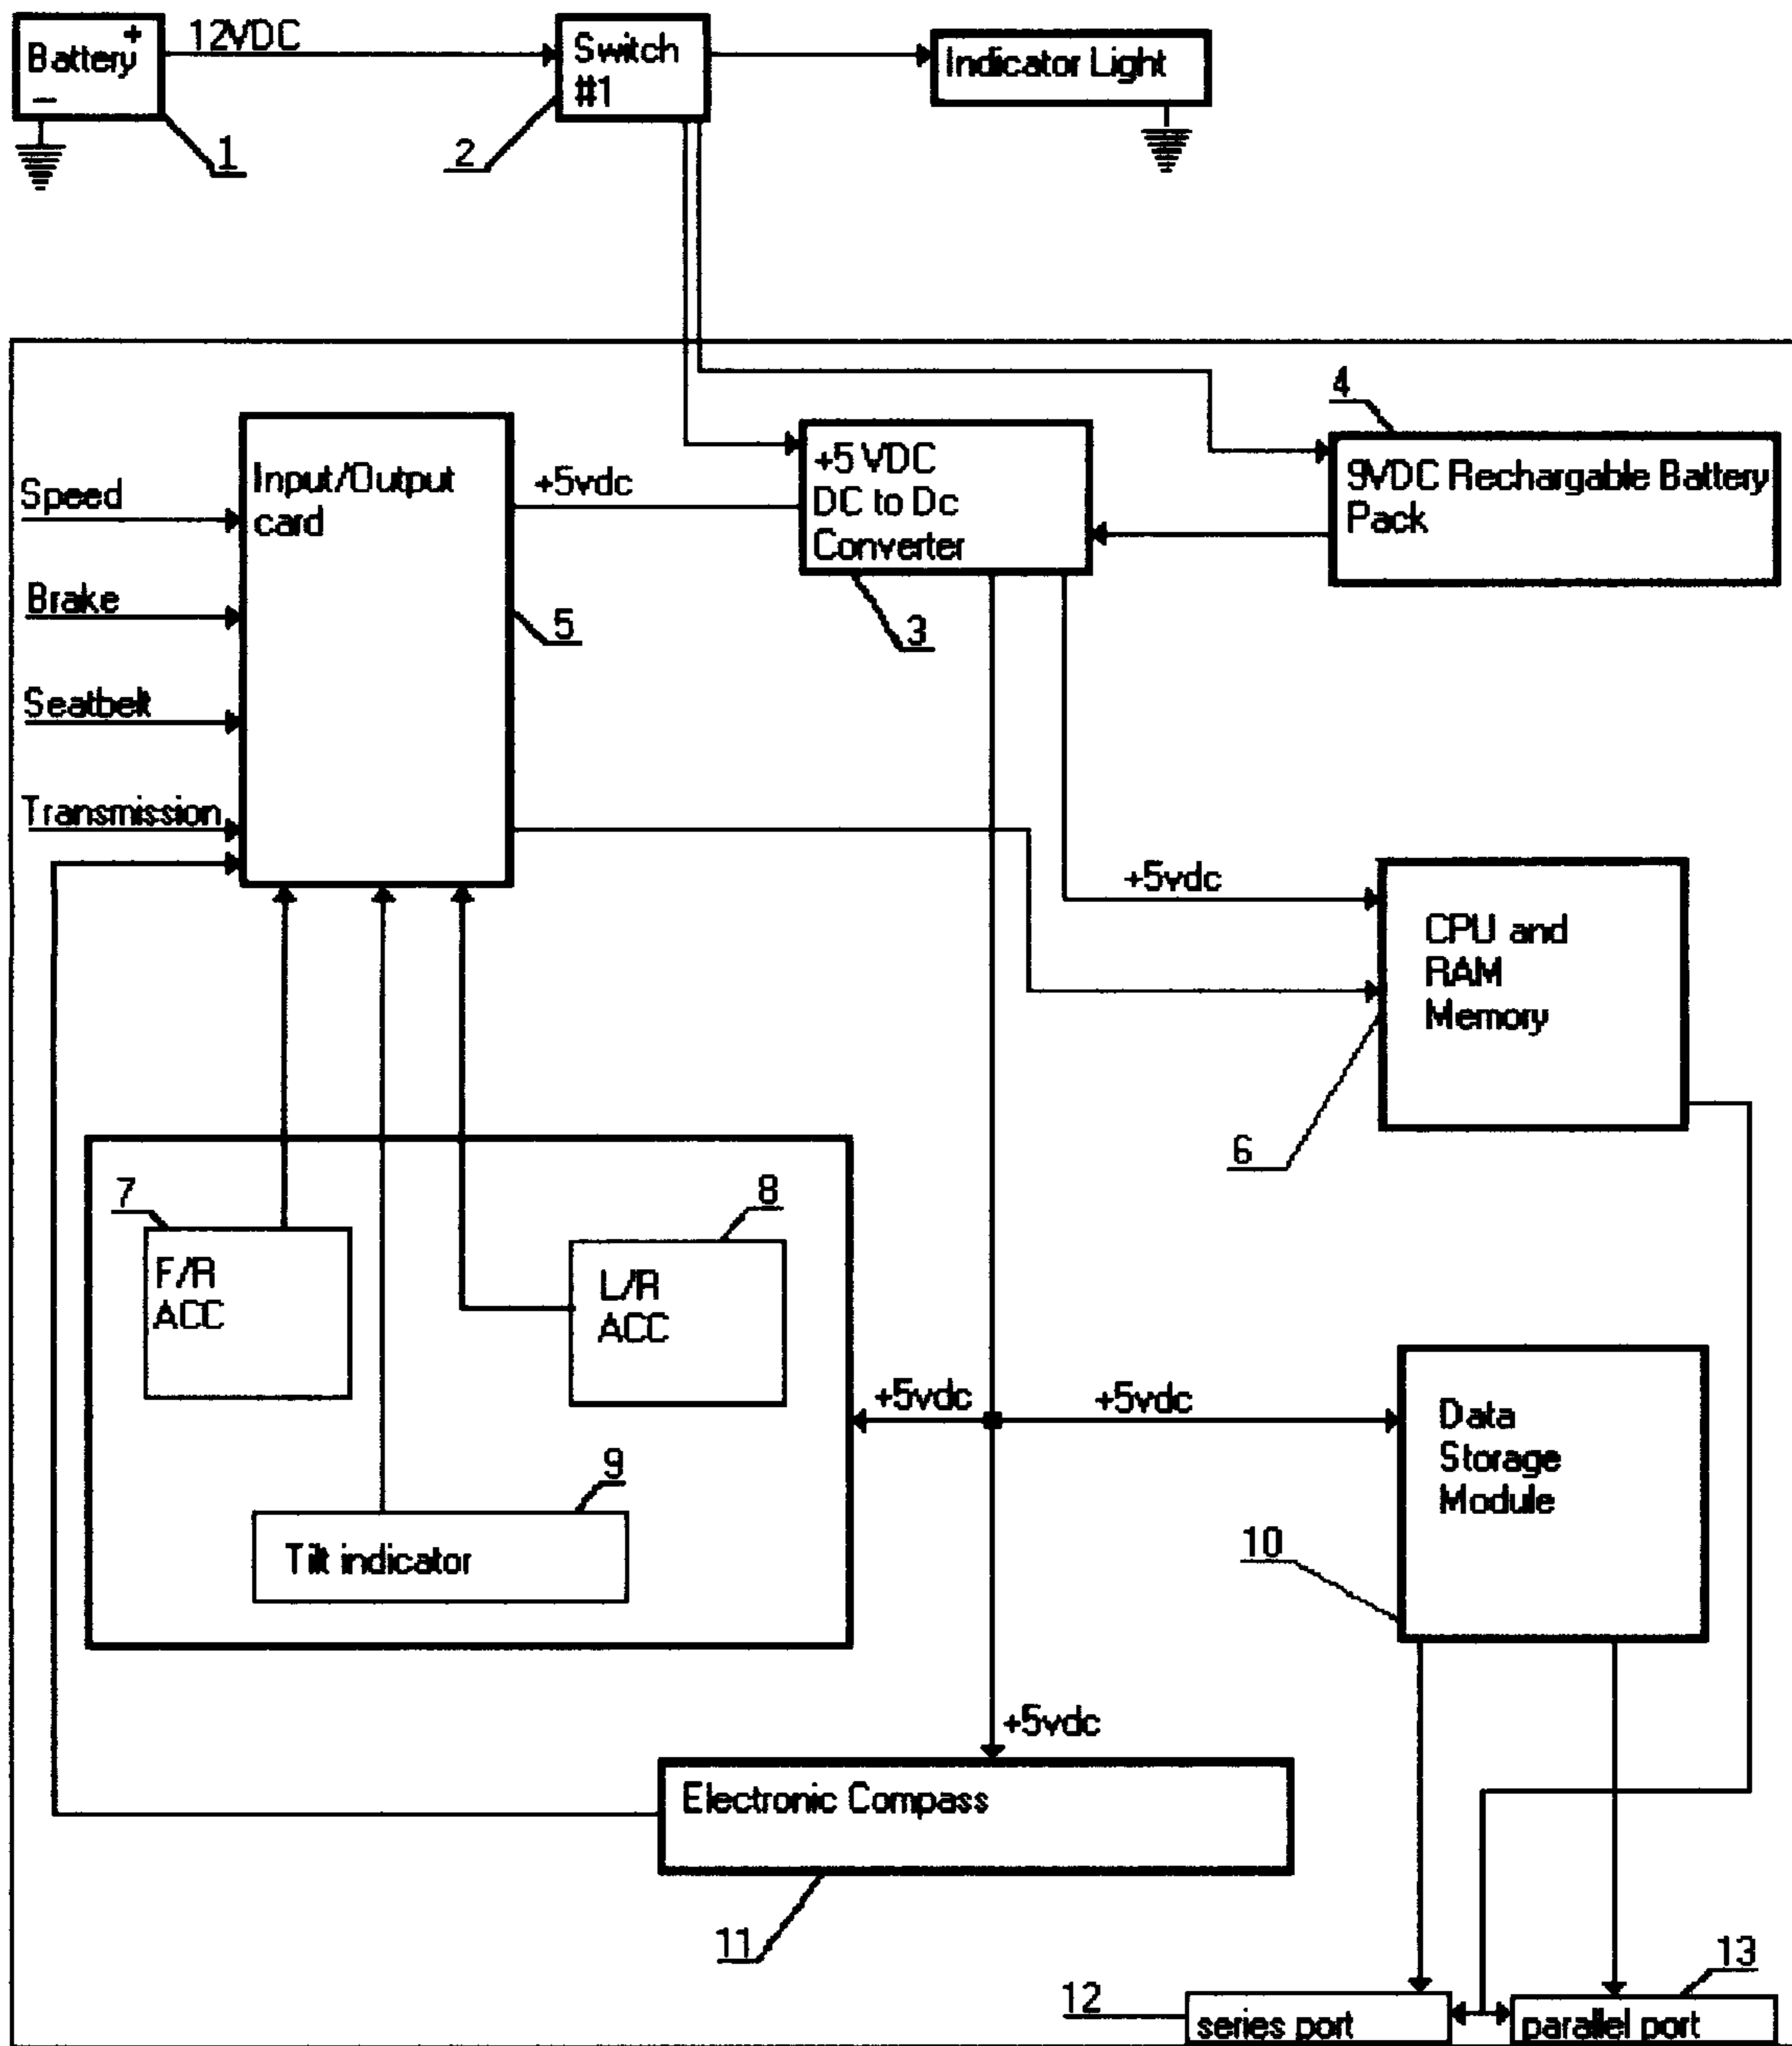 Battery
+
−
12VDC
Switch
#1
Indicator Light
1
2
4
9VDC Rechargable Battery
Pack
+5 VDC
DC to Dc
Converter
3
+5vdc
Input/Output
card
5
Speed
Brake
Seatbelt
Transmission
+5vdc
CPU and
RAM
Memory
6
7
F/R
ACC
8
L/R
ACC
9
Tilt indicator
+5vdc
+5vdc
Data
Storage
Module
10
+5vdc
Electronic Compass
11
12
series port
13
parallel port